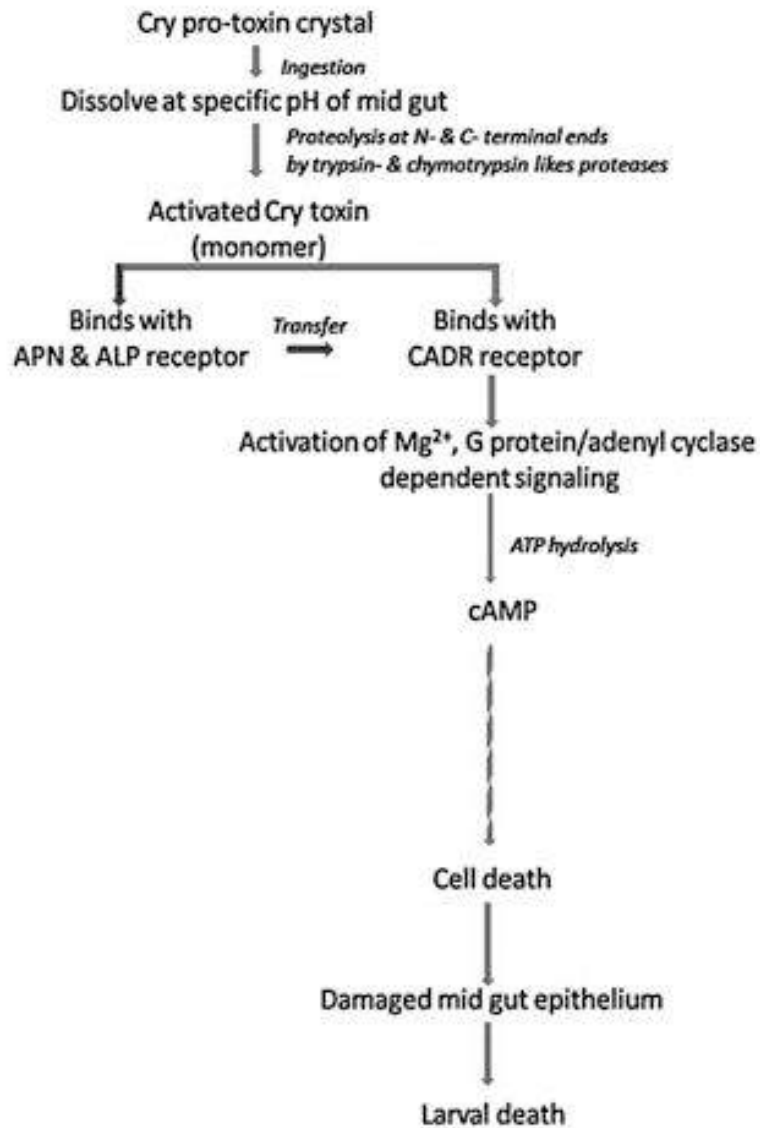 Cry pro-toxin crystal
Ingestion
Dissolve at specific pH of mid gut
Proteolysis at N- & C- terminal ends
by trypsin- & chymotrypsin likes proteases
Activated Cry toxin
(monomer)
Binds with
APN & ALP receptor
Transfer
Binds with
CADR receptor
Activation of Mg²⁺, G protein/adenyl cyclase
dependent signaling
ATP hydrolysis
cAMP
Cell death
Damaged mid gut epithelium
Larval death